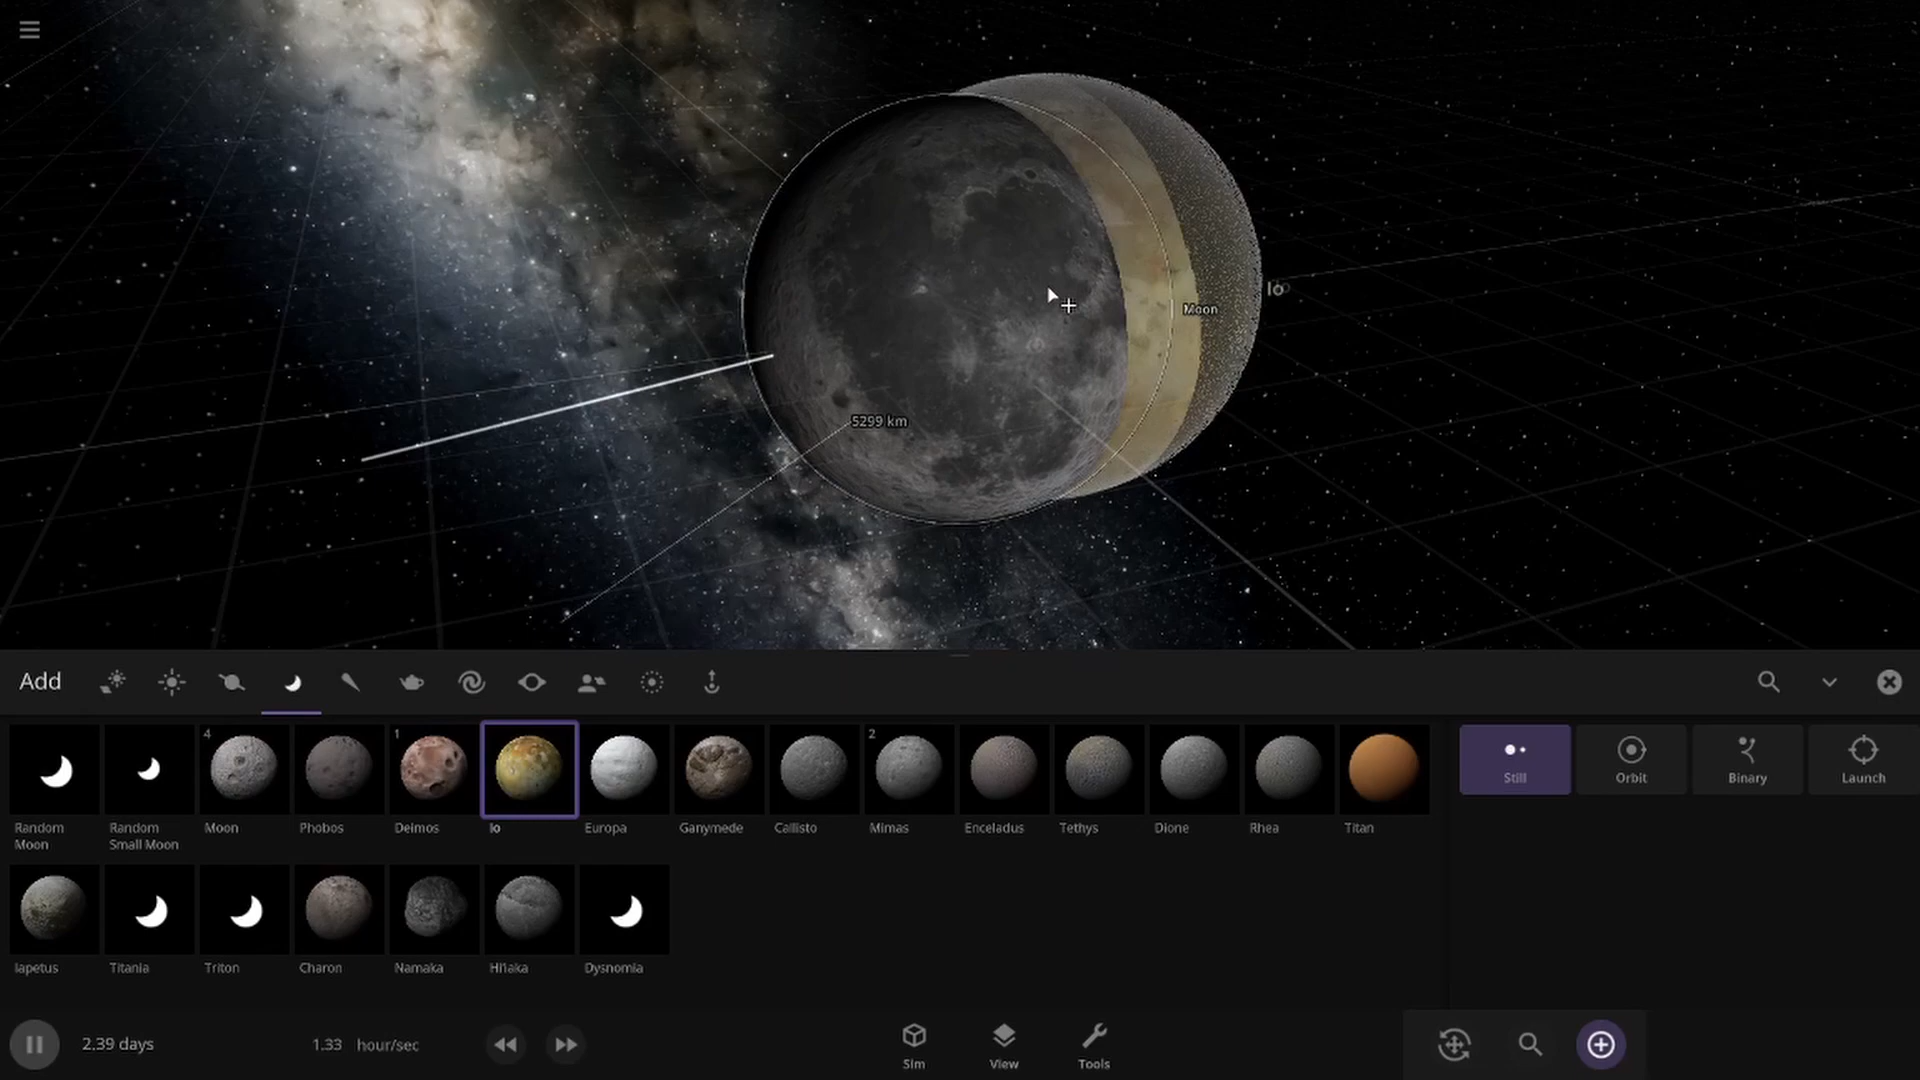 Io
Moon
5299 km
Add
4
1
2
Random
Moon
Random
Small Moon
Moon
Phobos
Deimos
Io
Europa
Ganymede
Callisto
Mimas
Enceladus
Tethys
Dione
Rhea
Titan
Still
Orbit
Binary
Launch
Iapetus
Titania
Triton
Charon
Namaka
Hi'iaka
Dysnomia
2.39 days
1.33 hour/sec
Sim
View
Tools